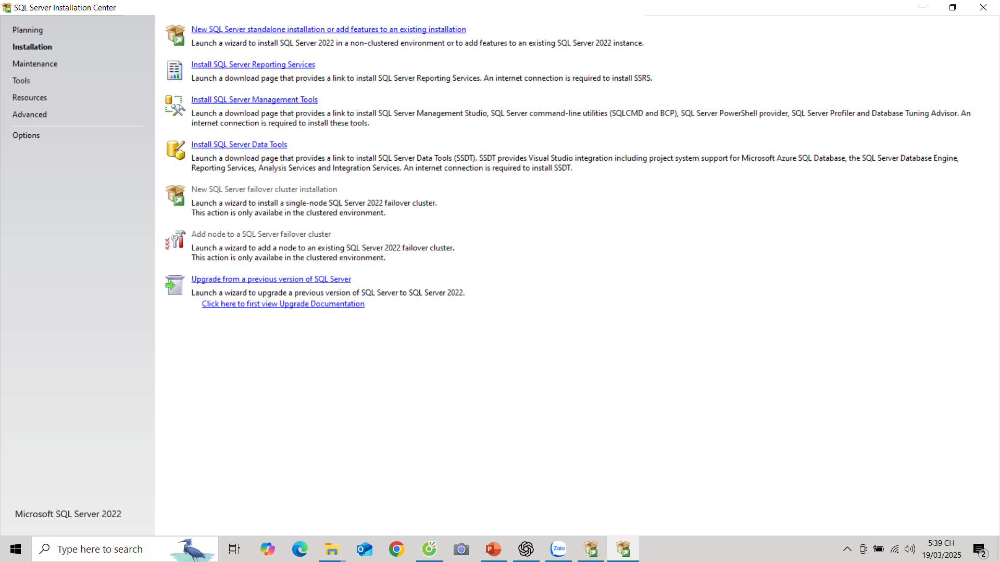 SQL Server Installation Center
Planning
Installation
Maintenance
Tools
Resources
Advanced
Options
New SQL Server standalone installation or add features to an existing installation
Launch a wizard to install SQL Server 2022 in a non-clustered environment or to add features to an existing SQL Server 2022 instance.
Install SQL Server Reporting Services
Launch a download page that provides a link to install SQL Server Reporting Services. An internet connection is required to install SSRS.
Install SQL Server Management Tools
Launch a download page that provides a link to install SQL Server Management Studio, SQL Server command-line utilities (SQLCMD and BCP), SQL Server PowerShell provider, SQL Server Profiler and Database Tuning Advisor. An
internet connection is required to install these tools.
Install SQL Server Data Tools
Launch a download page that provides a link to install SQL Server Data Tools (SSDT). SSDT provides Visual Studio integration including project system support for Microsoft Azure SQL Database, the SQL Server Database Engine,
Reporting Services, Analysis Services and Integration Services. An internet connection is required to install SSDT.
New SQL Server failover cluster installation
Launch a wizard to install a single-node SQL Server 2022 failover cluster.
This action is only availabe in the clustered environment.
Add node to a SQL Server failover cluster
Launch a wizard to add a node to an existing SQL Server 2022 failover cluster.
This action is only availabe in the clustered environment.
Upgrade from a previous version of SQL Server
Launch a wizard to upgrade a previous version of SQL Server to SQL Server 2022.
Click here to first view Upgrade Documentation
Microsoft SQL Server 2022
Type here to search
Zalo
5:39 CH
19/03/2025
2